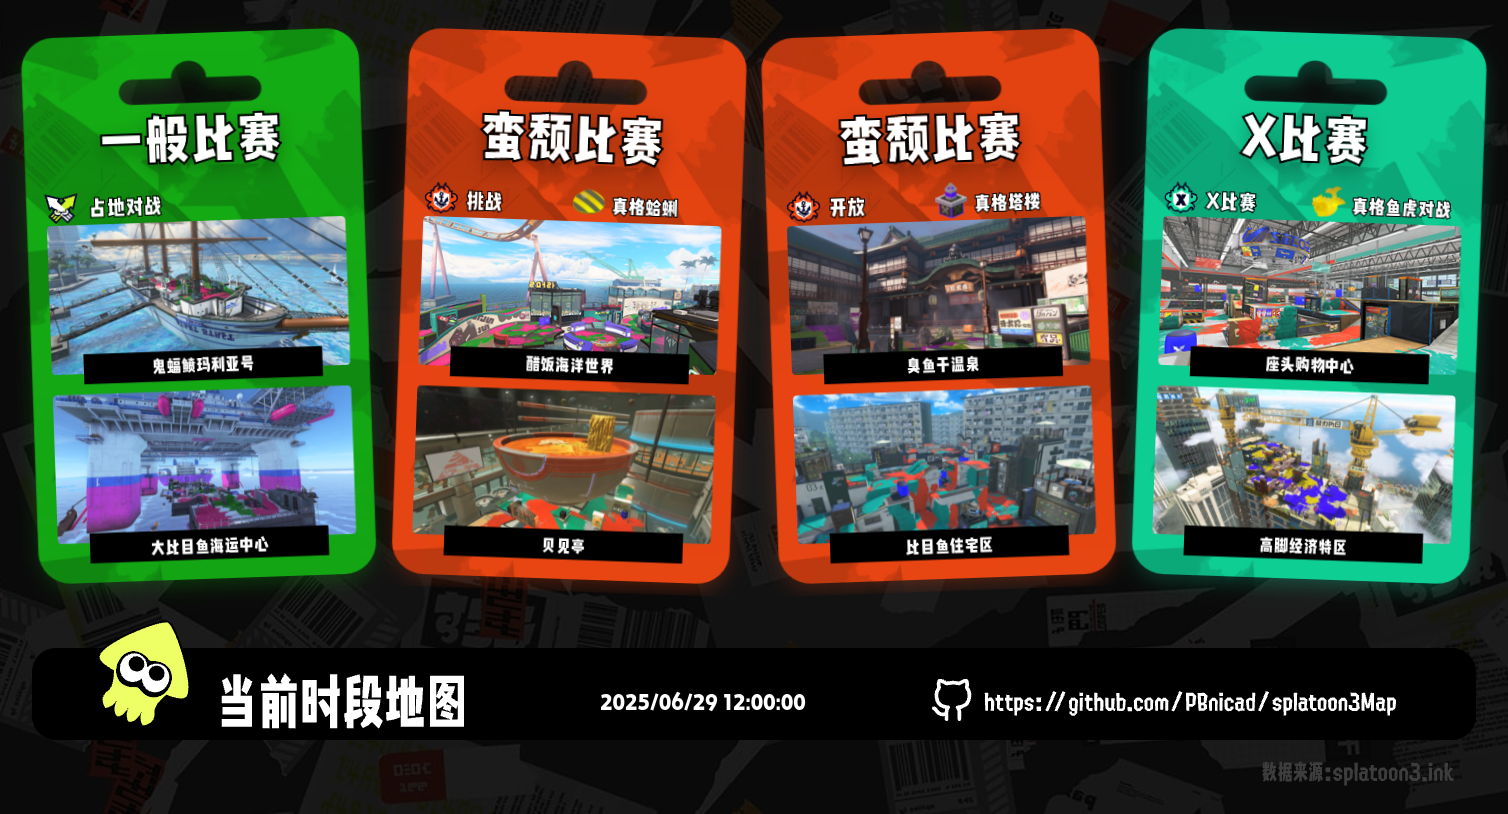 一般比赛
占地对战
鬼蝠鲼玛利亚号
大比目鱼海运中心
蛮颓比赛
挑战
真格蛤蜊
醋饭海洋世界
贝见亭
蛮颓比赛
开放
真格塔楼
臭鱼干温泉
比目鱼住宅区
X比赛
X比赛
真格鱼虎对战
座头购物中心
高脚经济特区
当前时段地图
2025/06/29 12:00:00
https://github.com/PBnicad/splatoon3Map
数据来源:splatoon3.ink